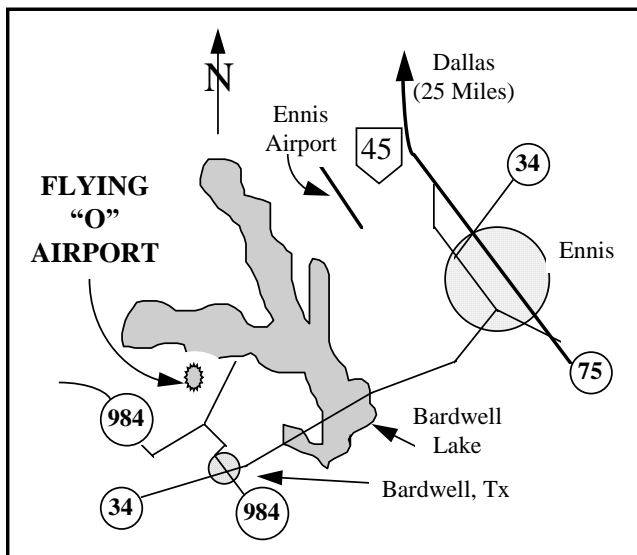 N
Dallas
(25 Miles)
Ennis
Airport
45
34
FLYING
“O”
AIRPORT
Ennis
75
984
Bardwell
Lake
Bardwell, Tx
34
984